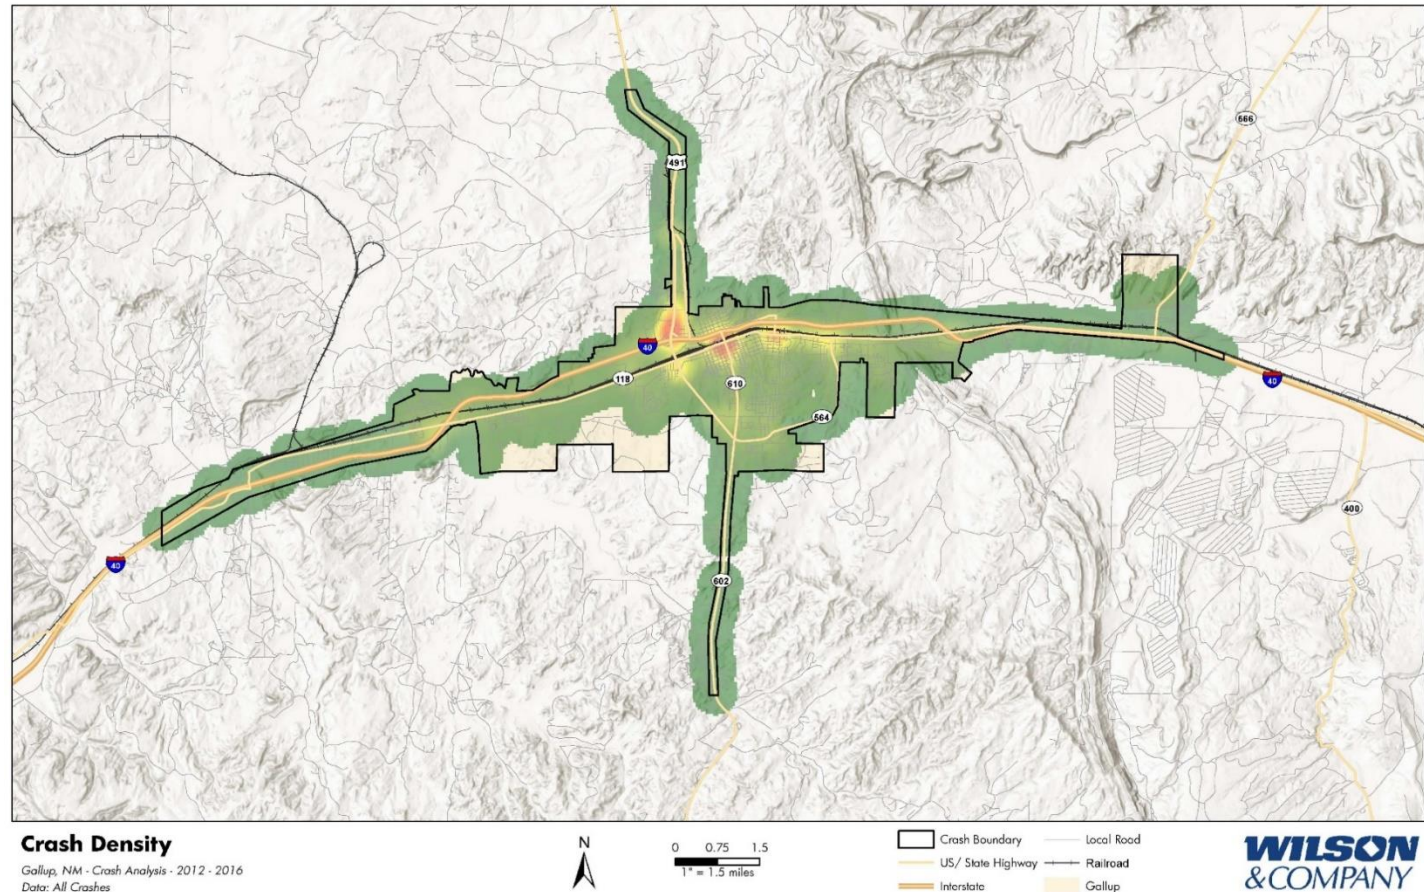 566
491
40
118
610
564
40
408
40
602
Crash Density
Gallup, NM - Crash Analysis - 2012 - 2016
Data: All Crashes
N
0 0.75 1.5
1" = 1.5 miles
Crash Boundary
US/ State Highway
Interstate
Local Road
Railroad
Gallup
WILSON
&COMPANY